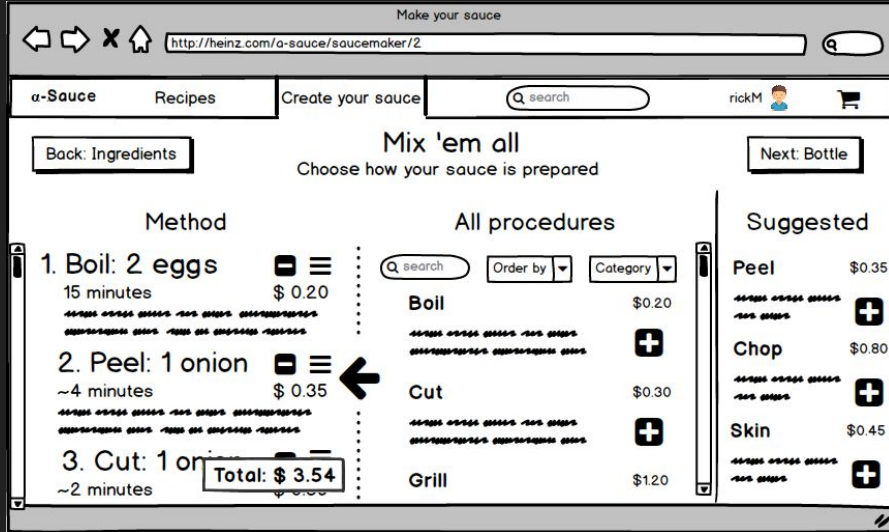 Make your sauce
http://heinz.com/a-sauce/saucemaker/2
α-Sauce Recipes Create your sauce search rickM
Back: Ingredients
Mix 'em all
Choose how your sauce is prepared
Next: Bottle
Method
1. Boil: 2 eggs
15 minutes $ 0.20
2. Peel: 1 onion
~4 minutes $ 0.35
3. Cut: 1
~2 minutes
Total: $ 3.54
All procedures
search Order by Category
Boil $0.20
Cut $0.30
Grill $1.20
Suggested
Peel $0.35
Chop $0.80
Skin $0.45